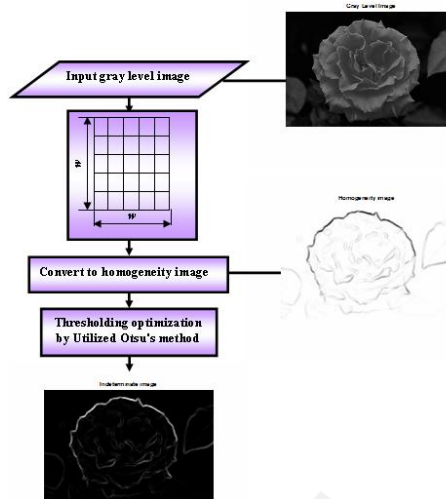 Gray Level Image
Input gray level image
w
w
Homogeneity image
Convert to homogeneity image
Thresholding optimization
by Utilized Otsu's method
Indeterminate image